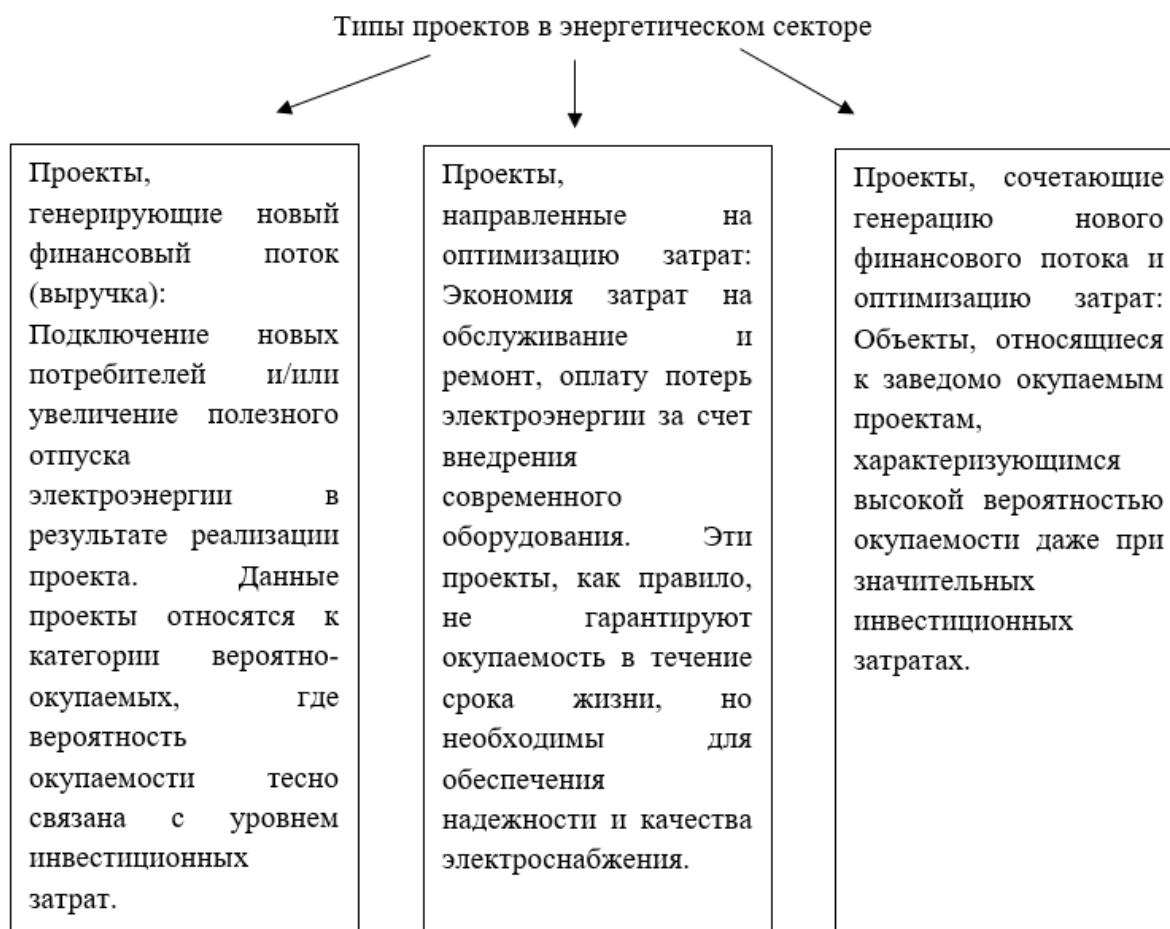 Типы проектов в энергетическом секторе
Проекты,
генерирующие новый
финансовый поток
(выручка):
Подключение новых
потребителей и/или
увеличение полезного
отпуска
электроэнергии в
результате реализации
проекта. Данные
проекты относятся к
категории вероятно-
окупаемых, где
вероятность
окупаемости тесно
связана с уровнем
инвестиционных
затрат.
Проекты,
направленные на
оптимизацию затрат:
Экономия затрат на
обслуживание и
ремонт, оплату потерь
электроэнергии за счет
внедрения
современного
оборудования. Эти
проекты, как правило,
не гарантируют
окупаемость в течение
срока жизни, но
необходимы для
обеспечения
надежности и качества
электроснабжения.
Проекты, сочетающие
генерацию нового
финансового потока и
оптимизацию затрат:
Объекты, относящиеся
к заведомо окупаемым
проектам,
характеризующимся
высокой вероятностью
окупаемости даже при
значительных
инвестиционных
затратах.